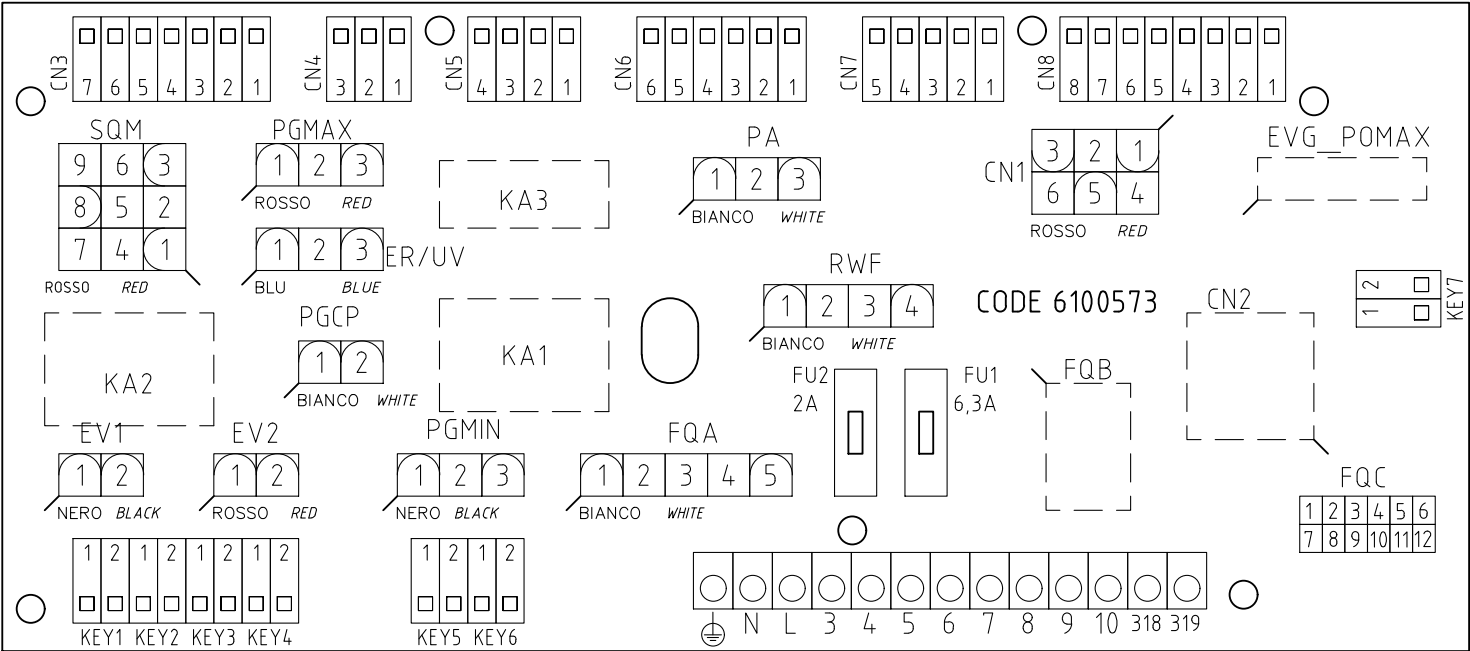 CN3 7 6 5 4 3 2 1
CN4 3 2 1
CN5 4 3 2 1
CN6 6 5 4 3 2 1
CN7 5 4 3 2 1
CN8 8 7 6 5 4 3 2 1
SQM
9 6 3
8 5 2
7 4 1
ROSSO RED
PGMAX
1 2 3
ROSSO RED
1 2 3 ER/UV
BLU BLUE
KA3
PA
1 2 3
BIANCO WHITE
CN1
3 2 1
6 5 4
ROSSO RED
EVG_POMAX
RWF
1 2 3 4
BIANCO WHITE
CODE 6100573
CN2
2
1
KEY7
KA2
PGCP
1 2
BIANCO WHITE
KA1
FU2
2A
FU1
6,3A
FQB
EV1
1 2
NERO BLACK
EV2
1 2
ROSSO RED
PGMIN
1 2 3
NERO BLACK
FQA
1 2 3 4 5
BIANCO WHITE
FQC
1 2 3 4 5 6
7 8 9 10 11 12
1 2 1 2 1 2 1 2
KEY1 KEY2 KEY3 KEY4
1 2 1 2
KEY5 KEY6
N L 3 4 5 6 7 8 9 10 318 319